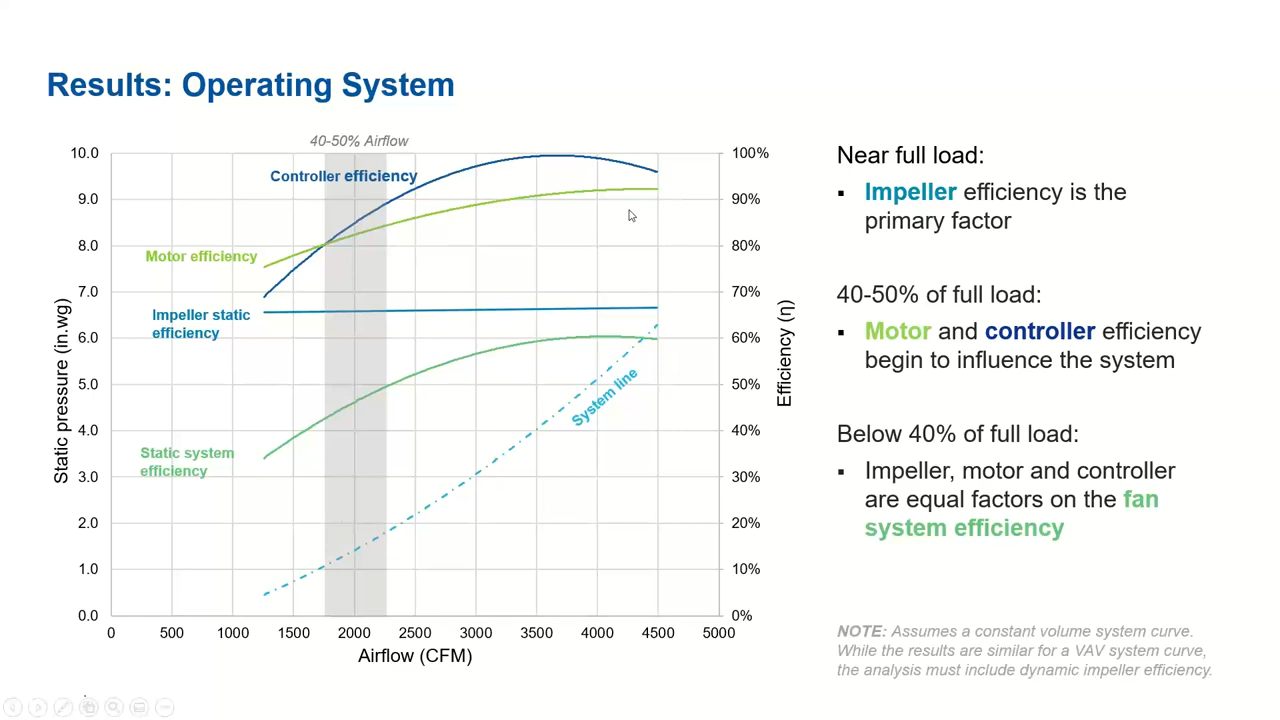 Results: Operating System
40-50% Airflow
10.0
9.0
8.0
7.0
6.0
5.0
4.0
3.0
2.0
1.0
0.0
Static pressure (in.wg)
Controller efficiency
Motor efficiency
Impeller static
efficiency
Static system
efficiency
System line
100%
90%
80%
70%
60%
50%
40%
30%
20%
10%
0%
Efficiency (η)
0 500 1000 1500 2000 2500 3000 3500 4000 4500 5000
Airflow (CFM)
Near full load:
▪ Impeller efficiency is the
primary factor
40-50% of full load:
▪ Motor and controller efficiency
begin to influence the system
Below 40% of full load:
▪ Impeller, motor and controller
are equal factors on the fan
system efficiency
NOTE: Assumes a constant volume system curve.
While the results are similar for a VAV system curve,
the analysis must include dynamic impeller efficiency.